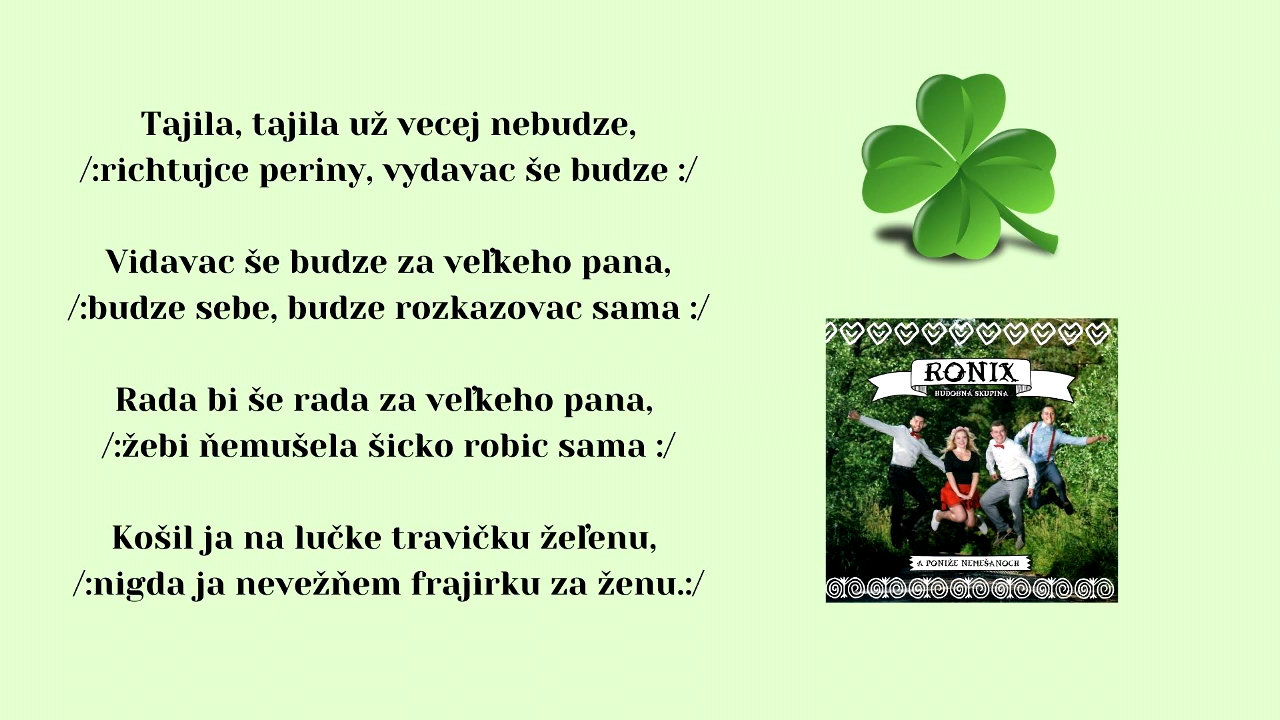 Tajila, tajila už vecej nebudze,
/:richtujce periny, vydavac še budze :/
Vidavac še budze za veľkeho pana,
/:budze sebe, budze rozkazovac sama :/
Rada bi še rada za veľkeho pana,
/:žebi ňemušela šicko robic sama :/
Košil ja na lučke travičku žeľenu,
/:nigda ja nevežňem frajirku za ženu.:/
RONIX
HUDOBNA SKUPINA
A PONIŽE NEMEŠANOCH